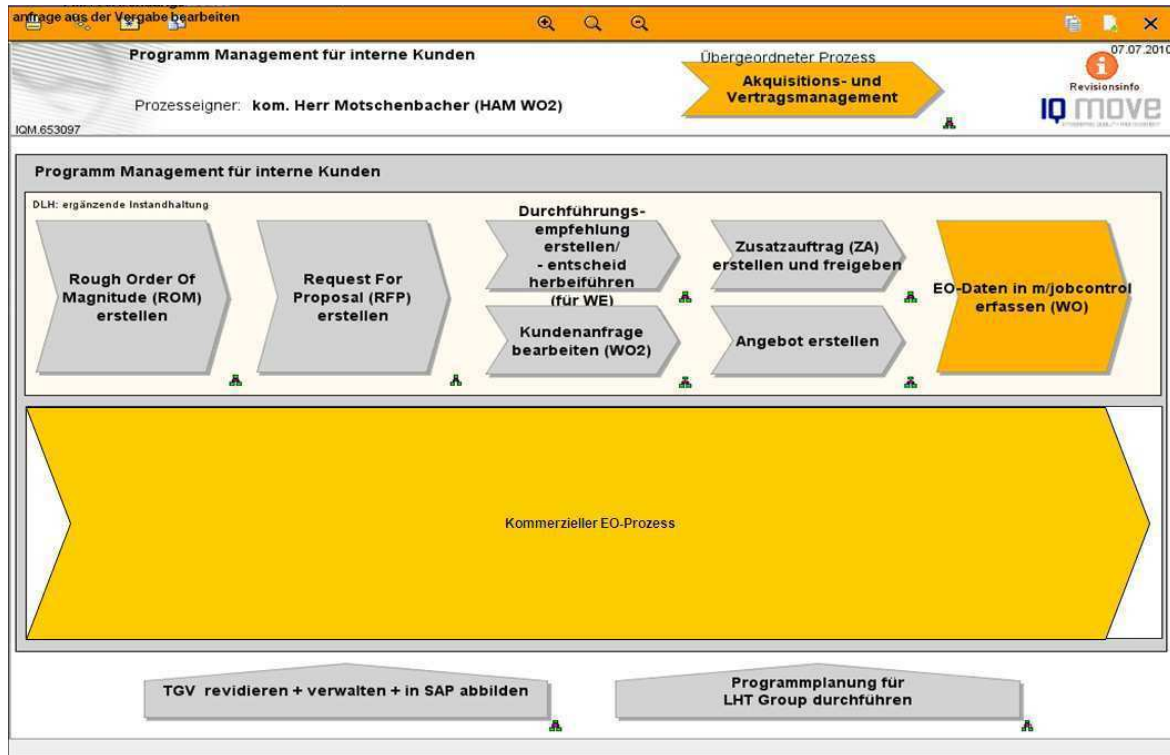 anfrage aus der Vergabe bearbeiten
07.07.2010
Programm Management für interne Kunden
Übergeordneter Prozess
Akquisitions- und
Vertragsmanagement
Revisionsinfo
Prozesseigner: kom. Herr Motschenbacher (HAM WO2)
IQ move
IQM.653097
Programm Management für interne Kunden
DLH: ergänzende Instandhaltung
Rough Order Of
Magnitude (ROM)
erstellen
Request For
Proposal (RFP)
erstellen
Durchführungs-
empfehlung
erstellen/
- entscheid
herbeiführen
(für WE)
Kundenanfrage
bearbeiten (WO2)
Zusatzauftrag (ZA)
erstellen und freigeben
Angebot erstellen
EO-Daten in m/jobcontrol
erfassen (WO)
Kommerzieller EO-Prozess
TGV revidieren + verwalten + in SAP abbilden
Programmplanung für
LHT Group durchführen